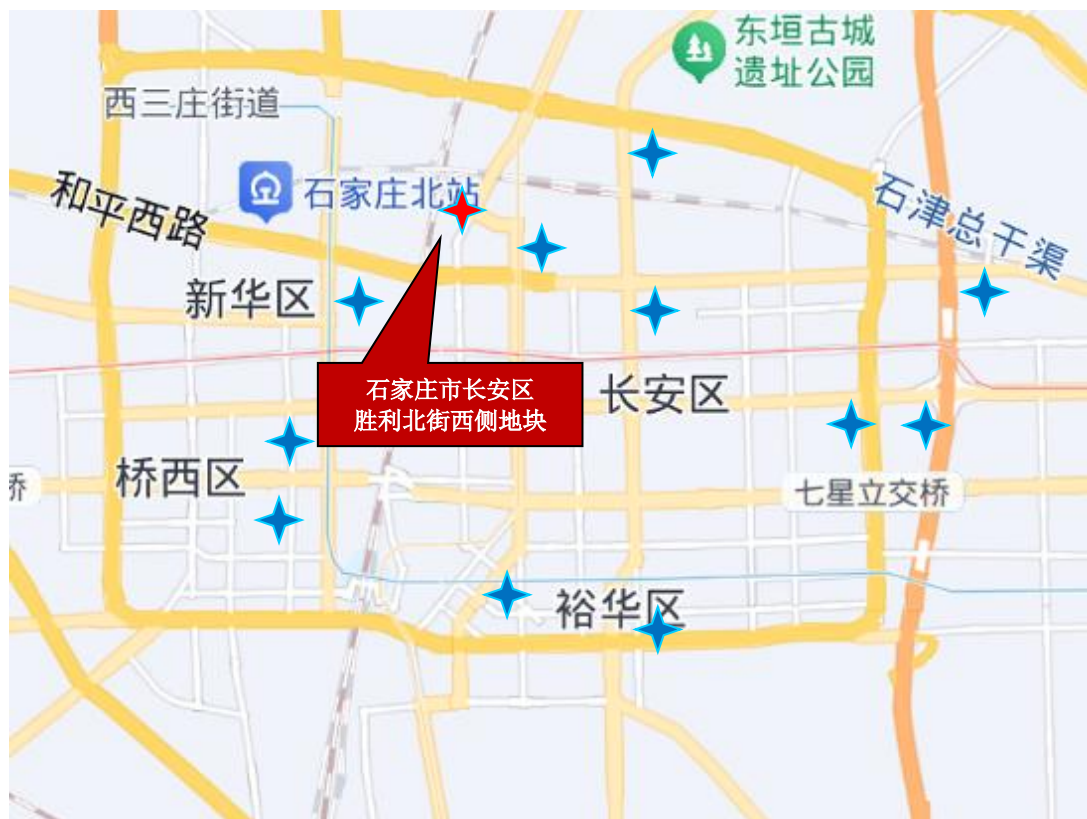 东垣古城
遗址公园
西三庄街道
石家庄北站
和平西路
石津总干渠
新华区
石家庄市长安区
胜利北街西侧地块
长安区
桥西区
桥
七星立交桥
裕华区